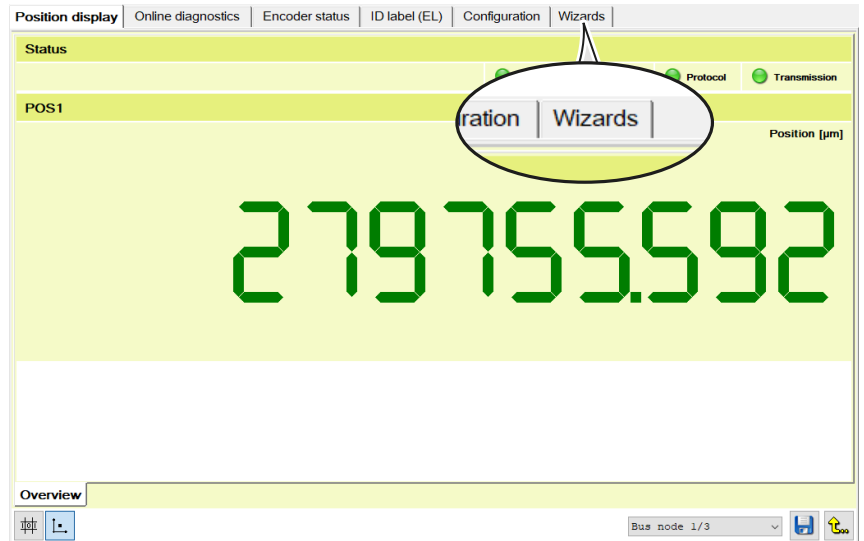 Position display Online diagnostics Encoder status ID label (EL) Configuration Wizards
Status
Protocol Transmission
POS1
ration Wizards
Position [µm]
279755.592
Overview
Bus node 1/3